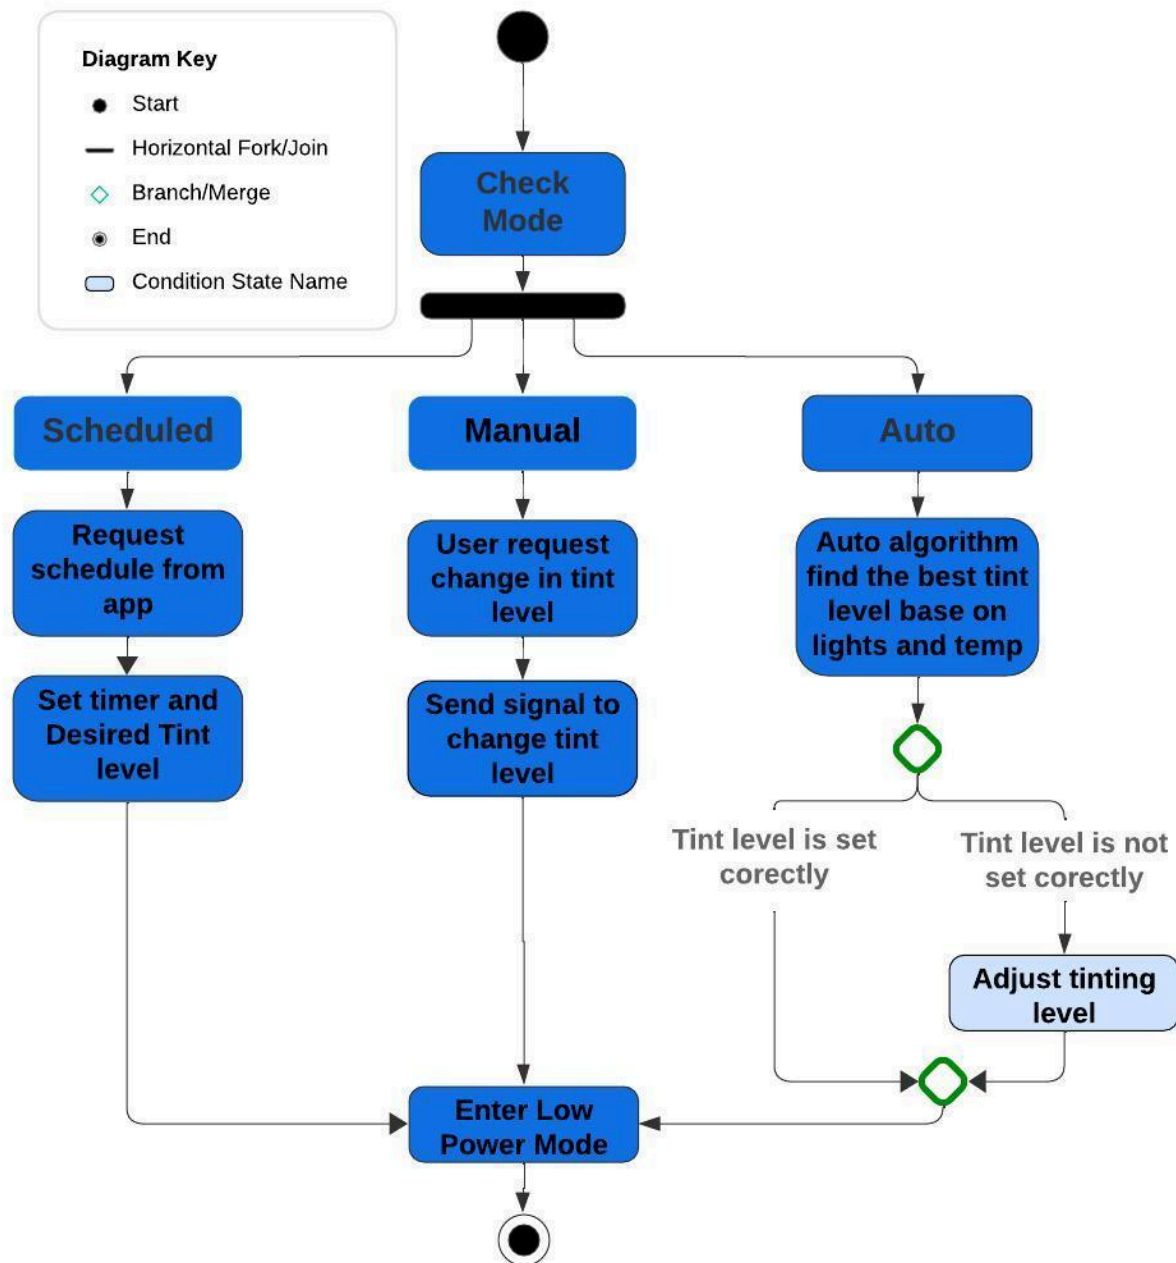 Diagram Key
Start
Horizontal Fork/Join
Branch/Merge
End
Condition State Name
Check
Mode
Scheduled
Manual
Auto
Request
schedule from
app
User request
change in tint
level
Auto algorithm
find the best tint
level base on
lights and temp
Set timer and
Desired Tint
level
Send signal to
change tint
level
Tint level is set
corectly
Tint level is not
set corectly
Adjust tinting
level
Enter Low
Power Mode